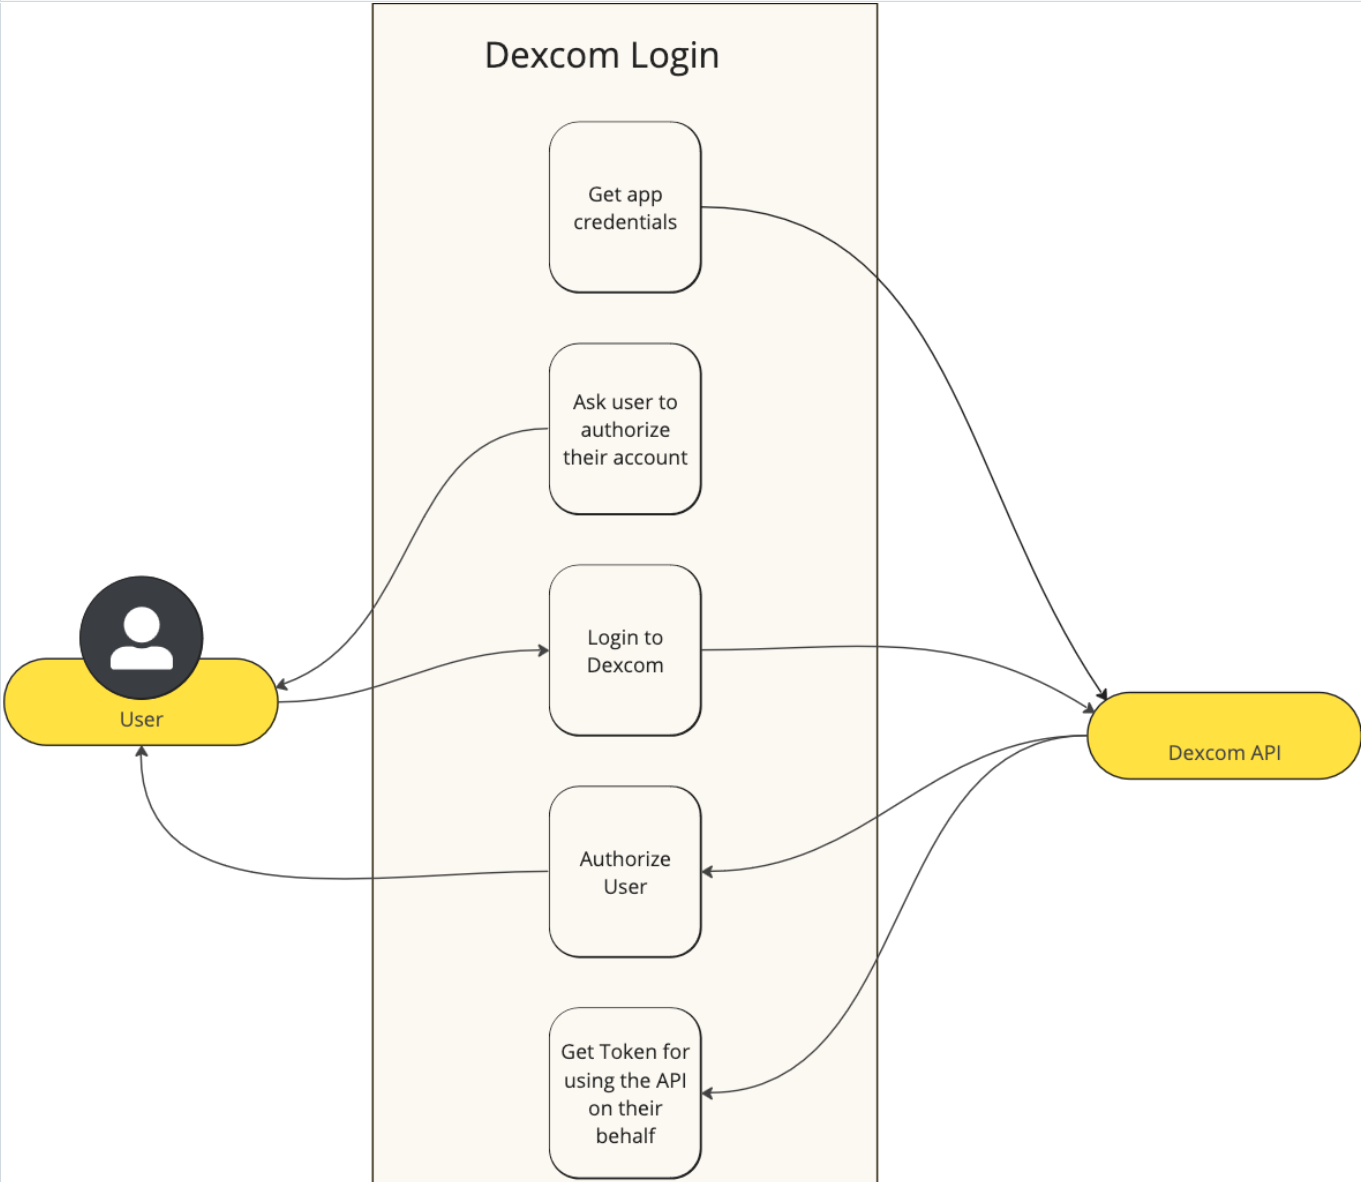 Dexcom Login
Get app
credentials
Ask user to
authorize
their account
Login to
Dexcom
User
Dexcom API
Authorize
User
Get Token for
using the API
on their
behalf